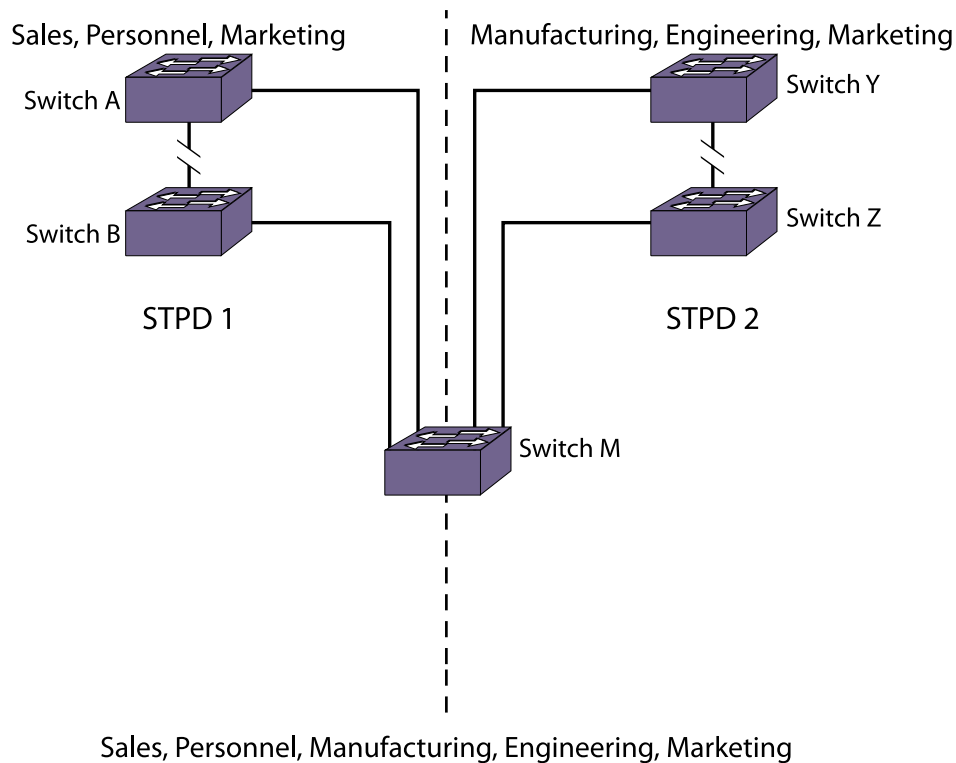 Sales, Personnel, Marketing
Manufacturing, Engineering, Marketing
Switch A
Switch Y
Switch B
Switch Z
STPD 1
STPD 2
Switch M
Sales, Personnel, Manufacturing, Engineering, Marketing